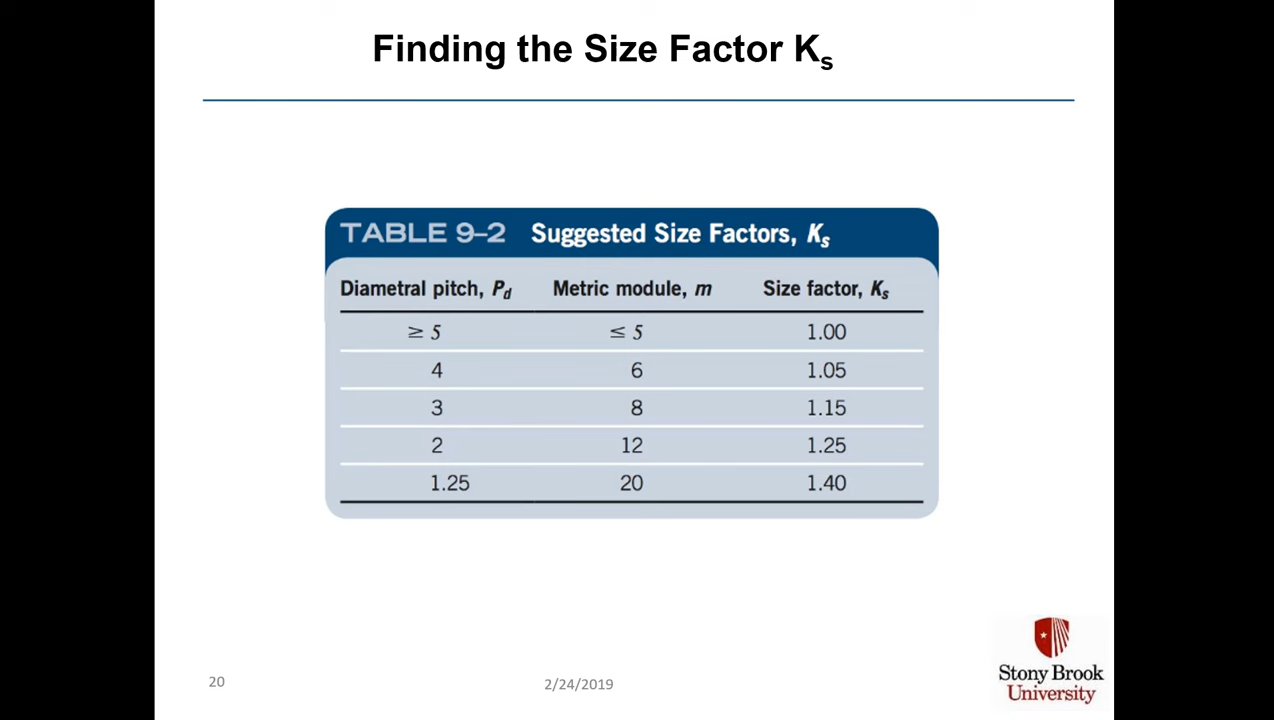 Finding the Size Factor Ks
TABLE 9–2 Suggested Size Factors, Ks
Diametral pitch, Pd Metric module, m Size factor, Ks
≥ 5 ≤ 5 1.00
4 6 1.05
3 8 1.15
2 12 1.25
1.25 20 1.40
20 2/24/2019
Stony Brook
University